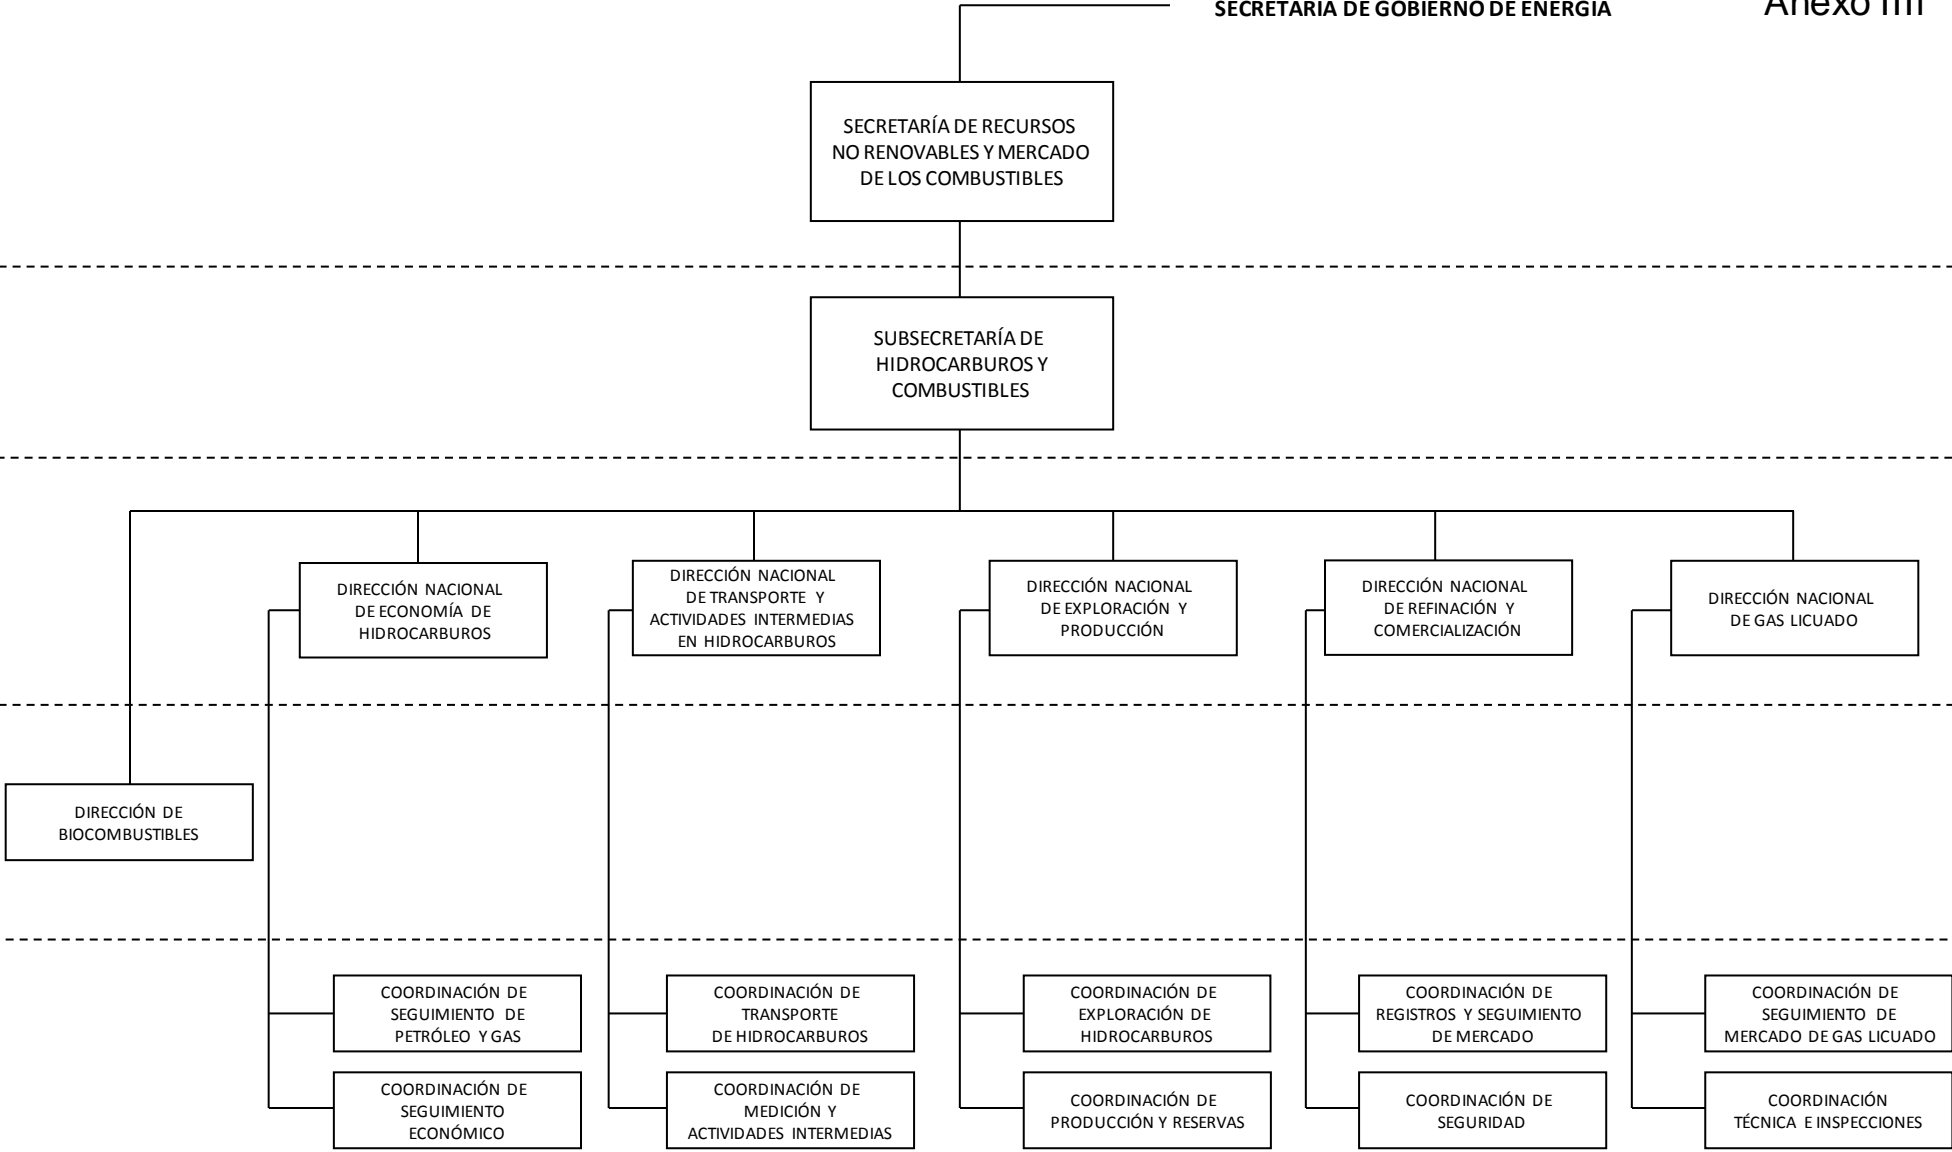 SECRETARÍA DE GOBIERNO DE ENERGÍA
Anexo IIII
SECRETARÍA DE RECURSOS
NO RENOVABLES Y MERCADO
DE LOS COMBUSTIBLES
SUBSECRETARÍA DE
HIDROCARBUROS Y
COMBUSTIBLES
DIRECCIÓN NACIONAL
DE ECONOMÍA DE
HIDROCARBUROS
DIRECCIÓN NACIONAL
DE TRANSPORTE Y
ACTIVIDADES INTERMEDIAS
EN HIDROCARBUROS
DIRECCIÓN NACIONAL
DE EXPLORACIÓN Y
PRODUCCIÓN
DIRECCIÓN NACIONAL
DE REFINACIÓN Y
COMERCIALIZACIÓN
DIRECCIÓN NACIONAL
DE GAS LICUADO
DIRECCIÓN DE
BIOCOMBUSTIBLES
COORDINACIÓN DE
SEGUIMIENTO DE
PETRÓLEO Y GAS
COORDINACIÓN DE
TRANSPORTE
DE HIDROCARBUROS
COORDINACIÓN DE
EXPLORACIÓN DE
HIDROCARBUROS
COORDINACIÓN DE
REGISTROS Y SEGUIMIENTO
DE MERCADO
COORDINACIÓN DE
SEGUIMIENTO DE
MERCADO DE GAS LICUADO
COORDINACIÓN DE
SEGUIMIENTO
ECONÓMICO
COORDINACIÓN DE
MEDICIÓN Y
ACTIVIDADES INTERMEDIAS
COORDINACIÓN DE
PRODUCCIÓN Y RESERVAS
COORDINACIÓN DE
SEGURIDAD
COORDINACIÓN
TÉCNICA E INSPECCIONES